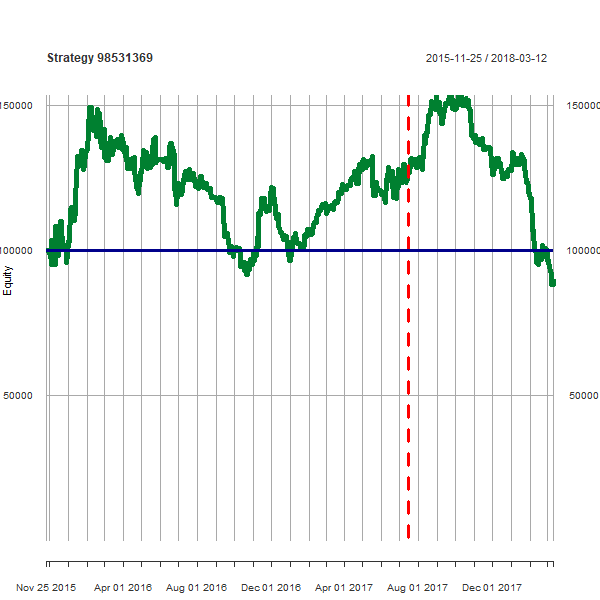 Strategy 98531369
2015-11-25 / 2018-03-12
150000 150000
100000 100000
Equity
50000 50000
Nov 25 2015 Apr 01 2016 Aug 01 2016 Dec 01 2016 Apr 01 2017 Aug 01 2017 Dec 01 2017